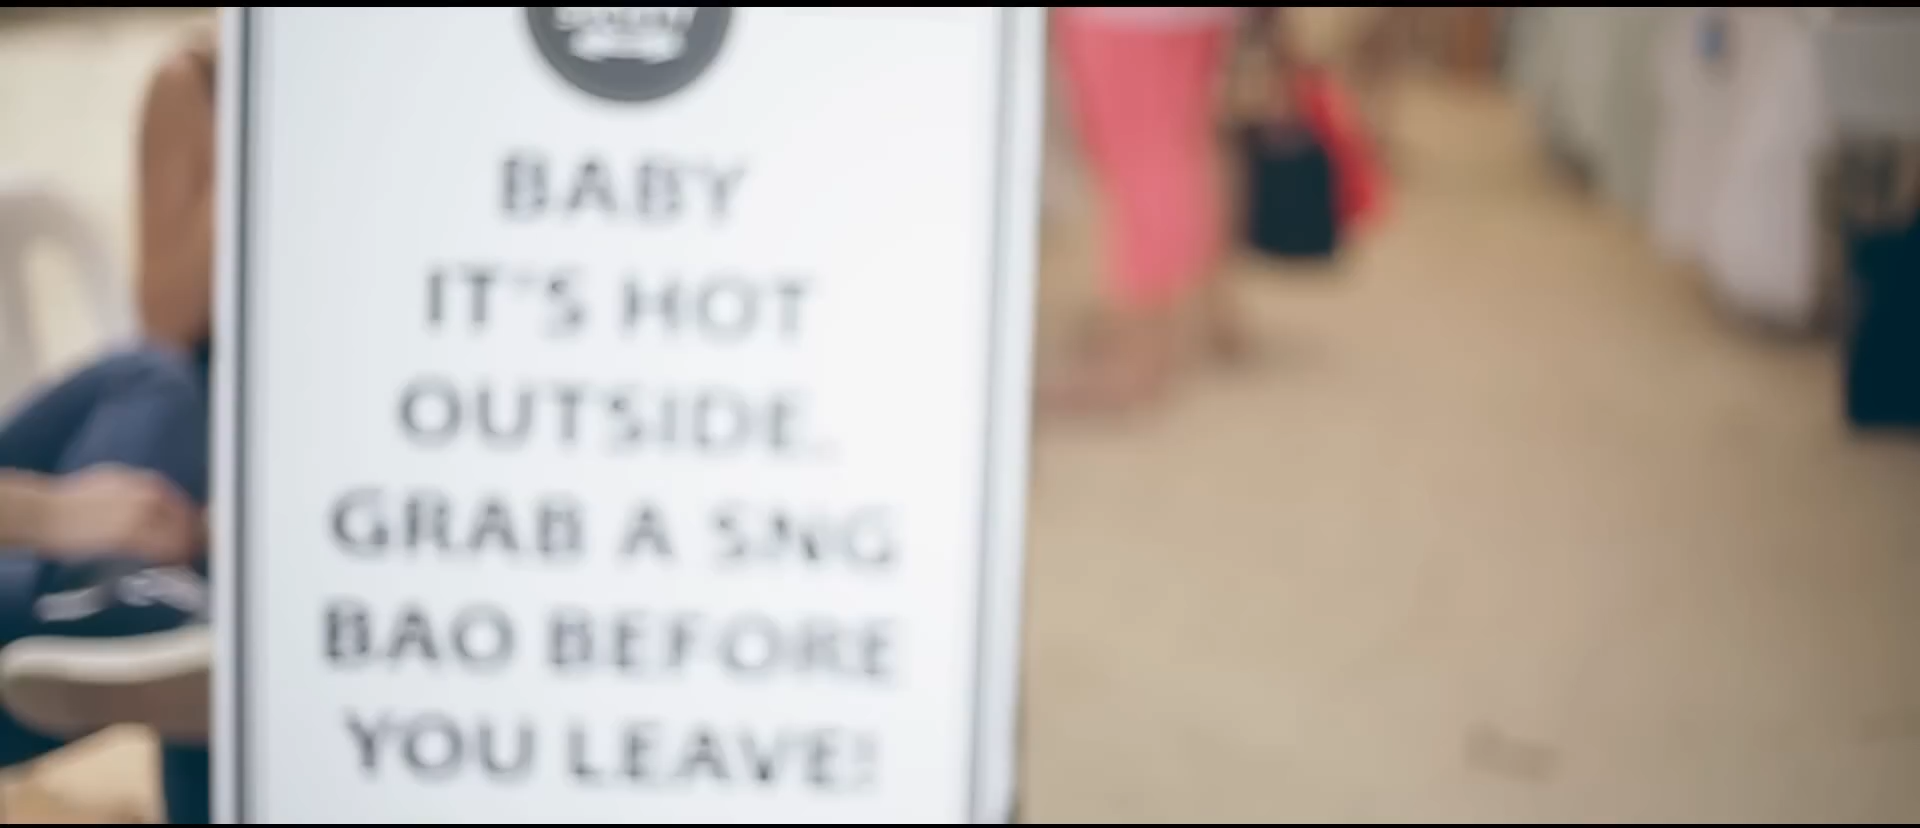 BABY
IT'S HOT
OUTSIDE.
GRAB A SNG
BAO BEFORE
YOU LEAVE!